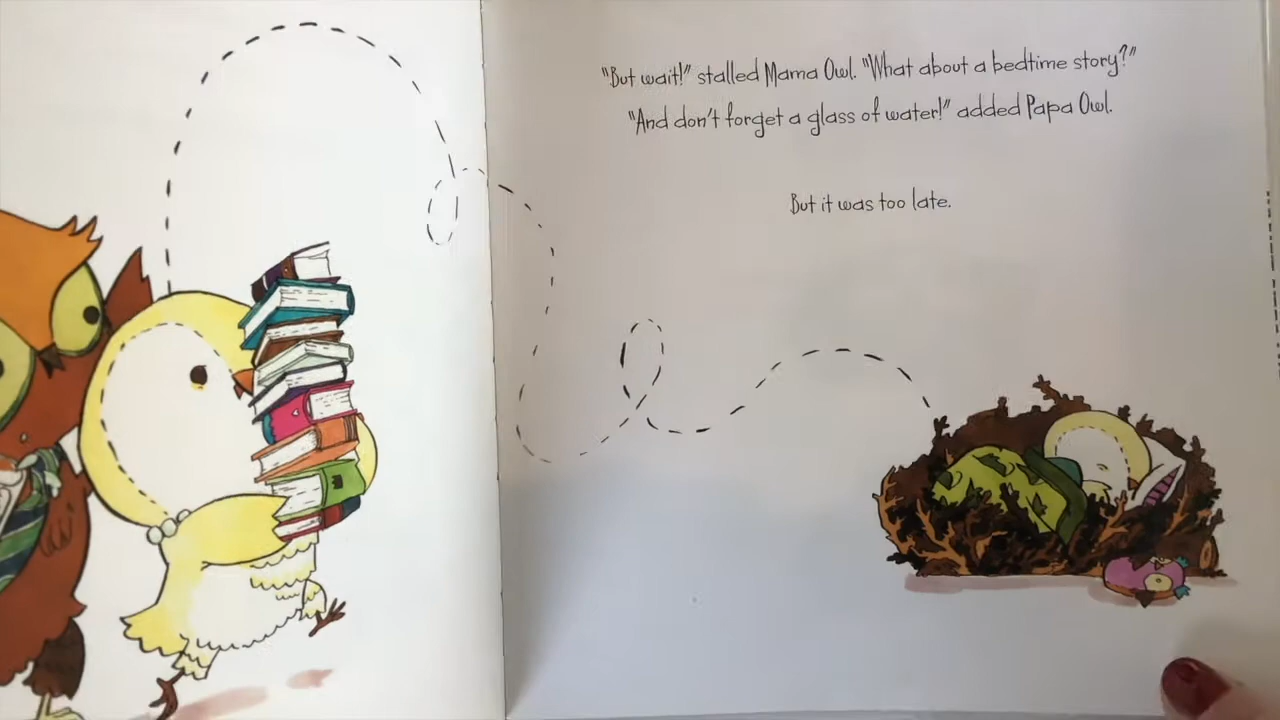 "But wait!" stalled Mama Owl. "What about a bedtime story?"
"And don't forget a glass of water!" added Papa Owl.
But it was too late.